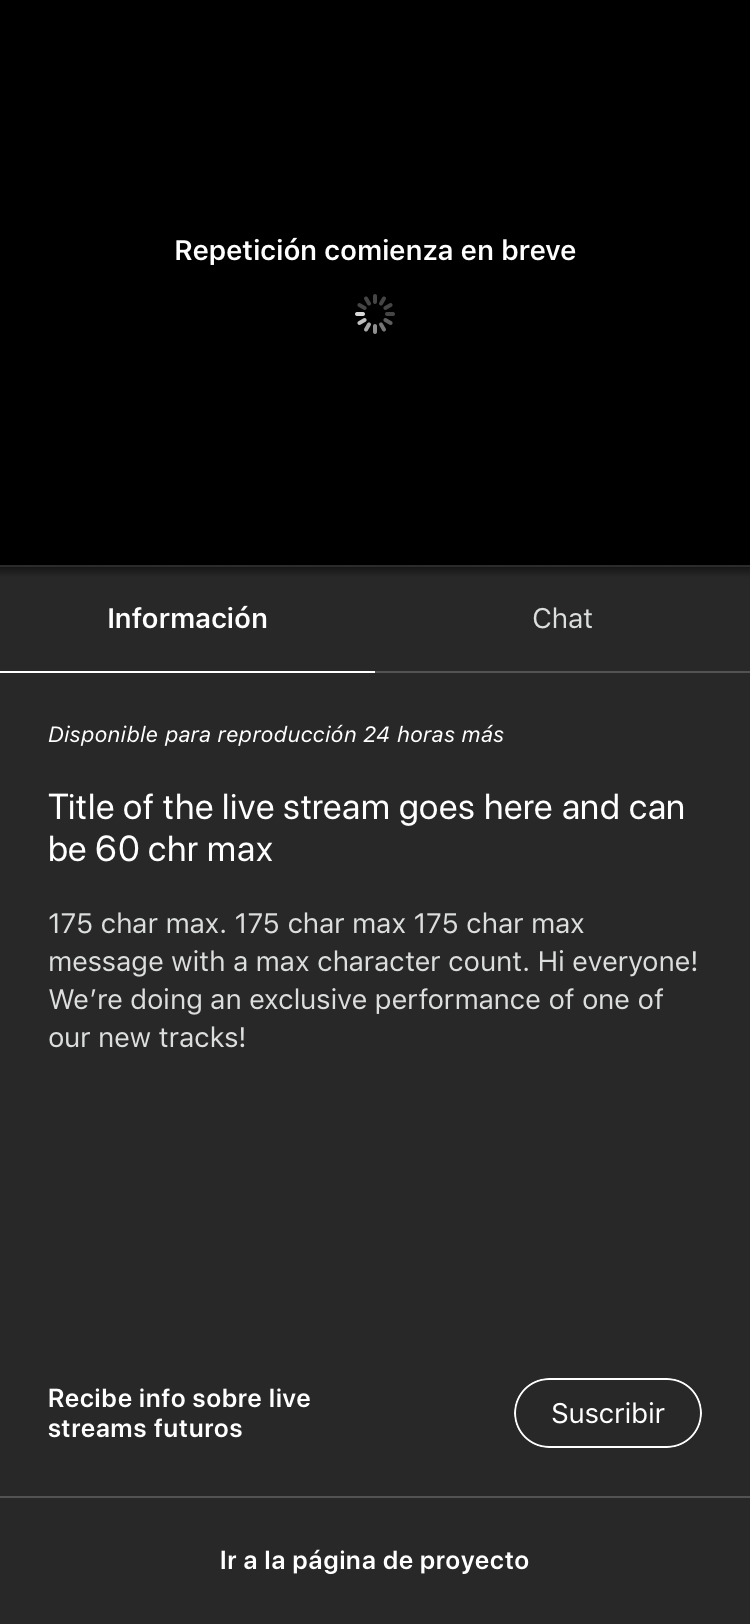 Repetición comienza en breve
Información
Chat
Disponible para reproducción 24 horas más
Title of the live stream goes here and can
be 60 chr max
175 char max. 175 char max 175 char max
message with a max character count. Hi everyone!
We’re doing an exclusive performance of one of
our new tracks!
Recibe info sobre live
streams futuros
Suscribir
Ir a la página de proyecto